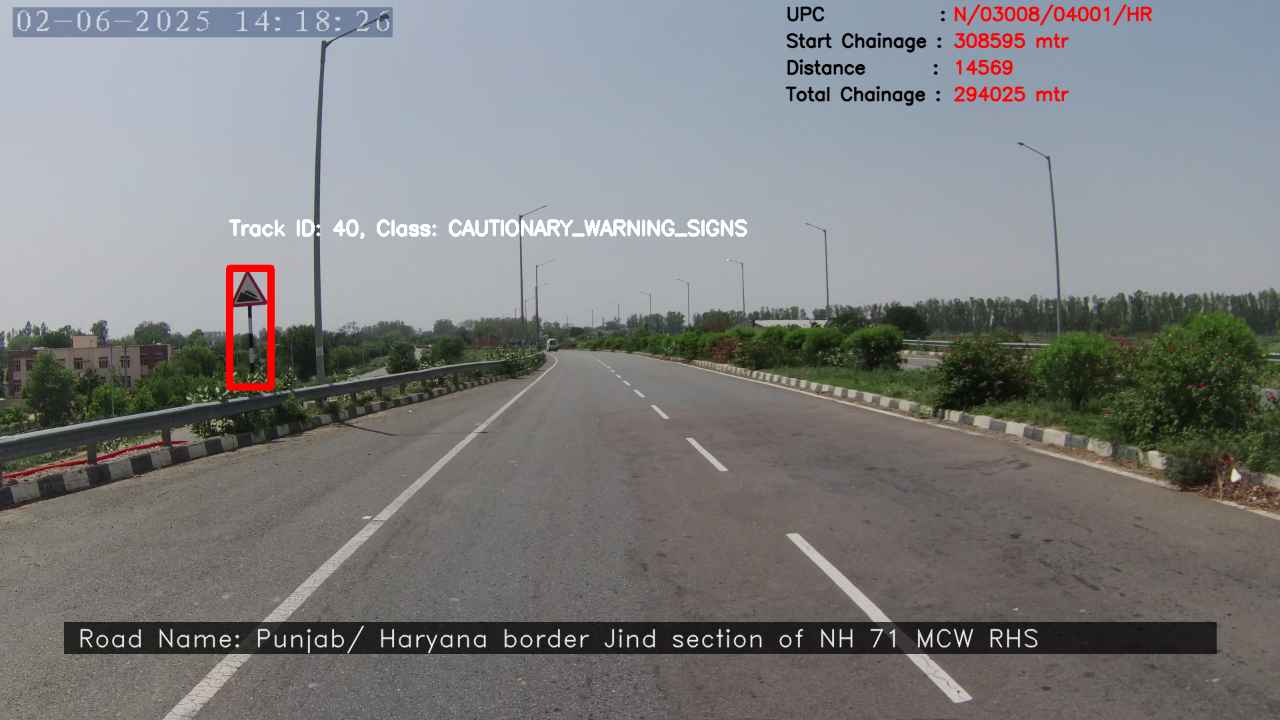 02-06-2025 14:18:26
UPC : N/03008/04001/HR
Start Chainage : 308595 mtr
Distance : 14569
Total Chainage : 294025 mtr
Track ID: 40, Class: CAUTIONARY_WARNING_SIGNS
Road Name: Punjab/ Haryana border Jind section of NH 71 MCW RHS